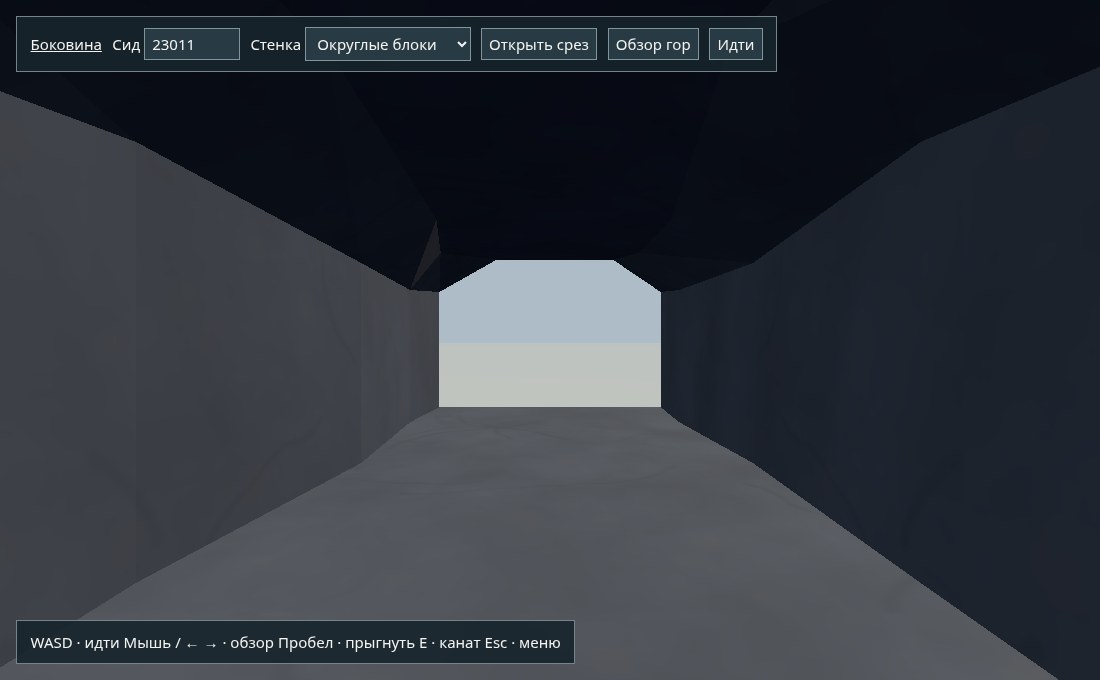 Боковина Сид 23011 Стенка Округлые блоки Открыть срез Обзор гор Идти
WASD · идти Мышь / ← → · обзор Пробел · прыгнуть E · канат Esc · меню